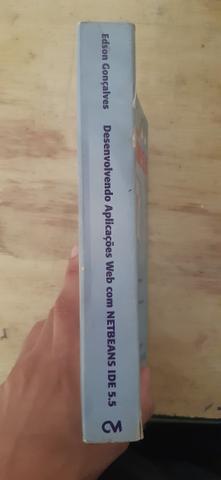 Edson Gonçalves
Desenvolvendo Aplicações Web com NETBEANS IDE 5.5